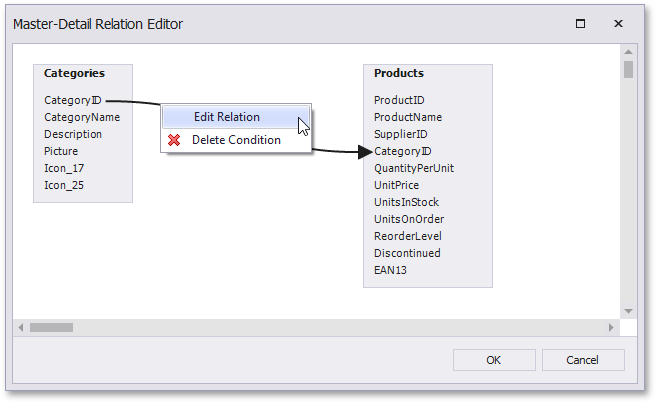 Master-Detail Relation Editor
Categories
CategoryID
CategoryName
Description
Picture
Icon_17
Icon_25
Edit Relation
Delete Condition
Products
ProductID
ProductName
SupplierID
CategoryID
QuantityPerUnit
UnitPrice
UnitsInStock
UnitsOnOrder
ReorderLevel
Discontinued
EAN13
OK
Cancel